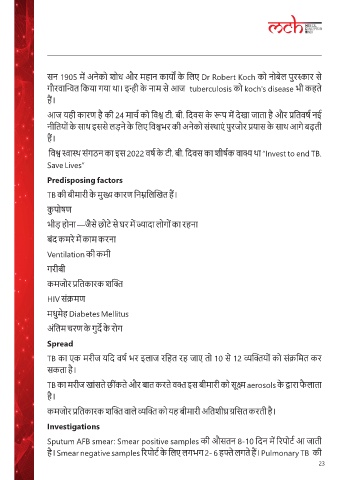 mch
सन 1905 में अनेको शोध और महान कार्यों के लिए Dr Robert Koch को नोबेल पुरस्कार से
गौरवान्वित किया गया था। इन्ही के नाम से आज tuberculosis को koch's disease भी कहते
हैं।
आज यही कारण है की 24 मार्च को विश्व टी. बी. दिवस के रूप में देखा जाता है और प्रतिवर्ष नई
नीतियों के साथ इससे लड़ने के लिए विश्वभर की अनेको संस्थाएं पुरजोर प्रयास के साथ आगे बढ़ती
हैं।
विश्व स्वास्थ संगठन का इस 2022 वर्ष के टी. बी. दिवस का शीर्षक वाक्य था "Invest to end TB.
Save Lives"
Predisposing factors
TB की बीमारी के मुख्य कारण निम्नलिखित हैं।
कुपोषण
भीड़ होना —जैसे छोटे से घर में ज्यादा लोगों का रहना
बंद कमरे में काम करना
Ventilation की कमी
गरीबी
कमजोर प्रतिकारक शक्ति
HIV संक्रमण
मधुमेह Diabetes Mellitus
अंतिम चरण के गुर्दे के रोग
Spread
TB का एक मरीज यदि वर्ष भर इलाज रहित रह जाए तो 10 से 12 व्यक्तियों को संक्रमित कर
सकता है।
TB का मरीज खांसते छींकते और बात करते वक्त इस बीमारी को सूक्ष्म aerosols के द्वारा फैलाता
है।
कमजोर प्रतिकारक शक्ति वाले व्यक्ति को यह बीमारी अतिशीघ्र ग्रसित करती है।
Investigations
Sputum AFB smear: Smear positive samples की औसतन 8-10 दिन में रिपोर्ट आ जाती
है। Smear negative samples रिपोर्ट के लिए लगभग 2- 6 हफ्ते लगते हैं। Pulmonary TB की
23